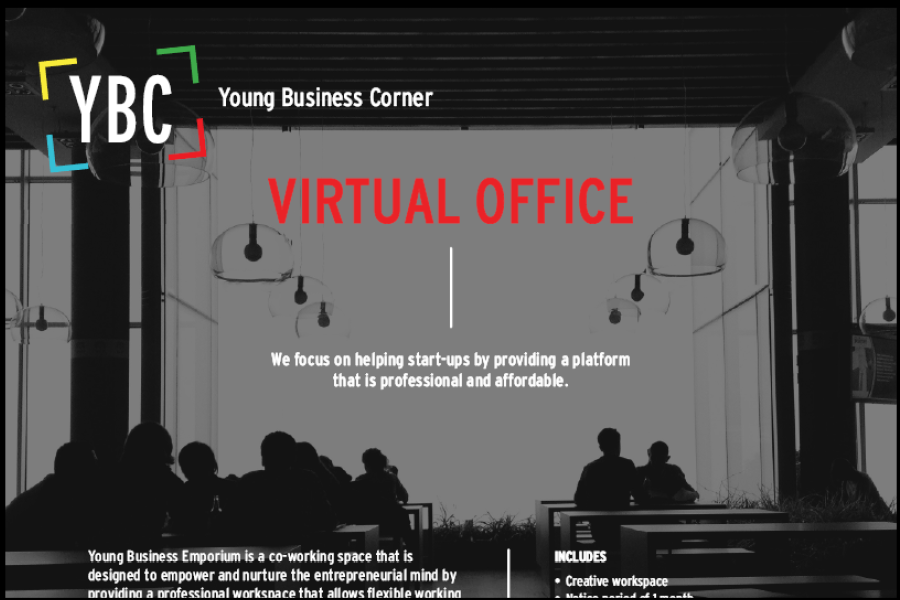 YBC
Young Business Corner
VIRTUAL OFFICE
We focus on helping start-ups by providing a platform
that is professional and affordable.
Young Business Emporium is a co-working space that is
designed to empower and nurture the entrepreneurial mind by
providing a professional workspace that allows flexible working
INCLUDES
• Creative workspace
• Notice period of 1 month